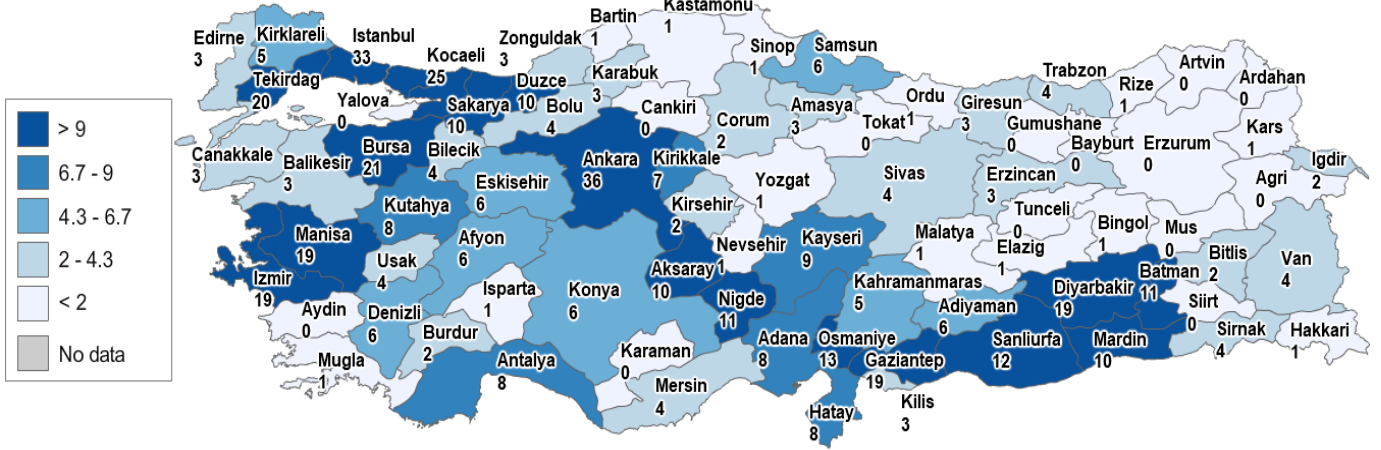 > 9
6.7 - 9
4.3 - 6.7
2 - 4.3
< 2
No data
Edirne
3
Kirklareli
5
Istanbul
33
Tekirdag
20
Kocaeli
25
Yalova
0
Sakarya
10
Duzce
10
Zonguldak
3
Bartin
1
Kastamonu
1
Karabuk
3
Bolu
4
Cankiri
0
Sinop
1
Samsun
6
Corum
2
Amasya
3
Tokat
0
Ordu
1
Giresun
3
Trabzon
4
Gumushane
0
Rize
1
Artvin
0
Ardahan
0
Bayburt
0
Erzurum
0
Kars
1
Igdir
2
Agri
0
Canakkale
3
Balikesir
3
Bursa
21
Bilecik
4
Eskisehir
6
Ankara
36
Kirikkale
7
Kirsehir
2
Yozgat
1
Sivas
4
Erzincan
3
Tunceli
0
Bingol
1
Mus
0
Kutahya
8
Manisa
19
Usak
4
Afyon
6
Izmir
19
Aydin
0
Denizli
6
Isparta
1
Burdur
2
Mugla
1
Antalya
8
Konya
6
Karaman
0
Mersin
4
Aksaray
10
Nevsehir
1
Nigde
11
Kayseri
9
Adana
8
Osmaniye
13
Hatay
8
Kahramanmaras
5
Malatya
1
Elazig
1
Adiyaman
6
Gaziantep
19
Kilis
3
Sanliurfa
12
Diyarbakir
19
Mardin
10
Batman
11
Bitlis
2
Siirt
0
Sirnak
4
Van
4
Hakkari
1